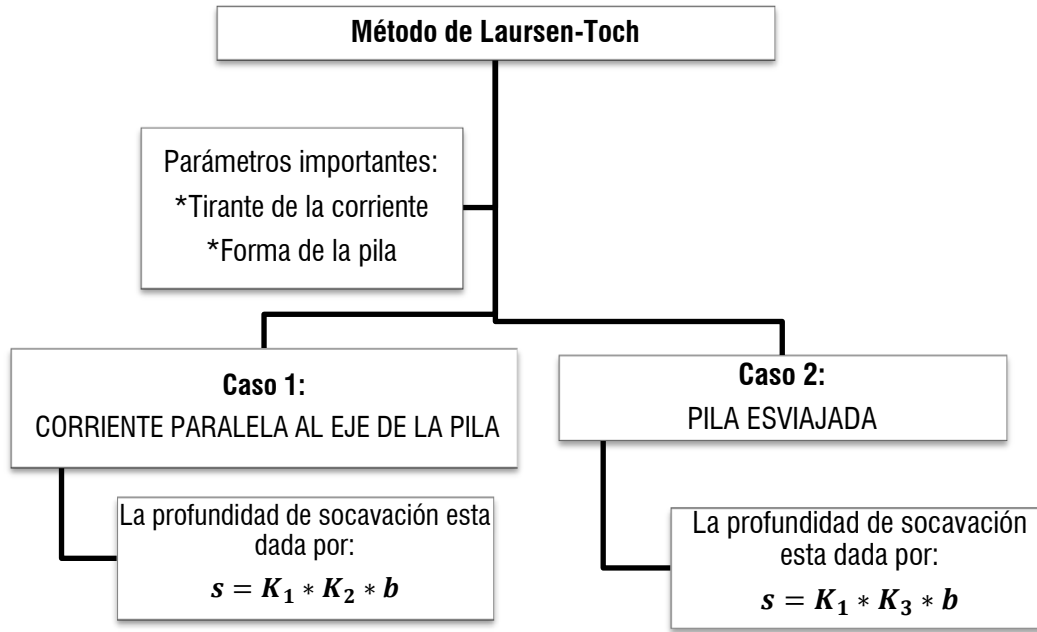 Método de Laursen-Toch
Parámetros importantes:
*Tirante de la corriente
*Forma de la pila
Caso 1:
CORRIENTE PARALELA AL EJE DE LA PILA
La profundidad de socavación esta
dada por:
s = K₁ * K₂ * b
Caso 2:
PILA ESVIAJADA
La profundidad de socavación
esta dada por:
s = K₁ * K₃ * b